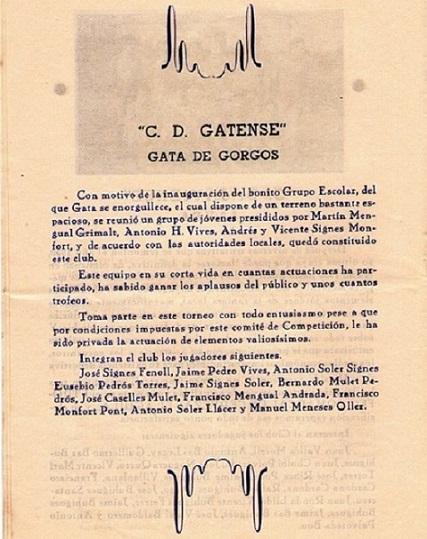 "C. D. GATENSE"
GATA DE GORGOS
Con motivo de la inauguración del bonito Grupo Escolar, del
que Gata se enorgullece, el cual dispone de un terreno bastante es-
pacioso, se reunió un grupo de jóvenes presididos por Martín Men-
gual Grimalt, Antonio H. Vives, Andrés y Vicente Signes Mon-
fort, y de acuerdo con las autoridades locales, quedó constituido
este club.
Este equipo en su corta vida en cuantas actuaciones ha par-
ticipado, ha sabido ganar los aplausos del público y unos cuantos
trofeos.
Toma parte en este torneo con todo entusiasmo pese a que
por condiciones impuestas por este comité de Competición, le ha
sido privada la actuación de elementos valiosísimos.
Integran el club los jugadores siguientes.
José Signes Fenoll, Jaime Pedro Vives, Antonio Soler Signes
Eusebio Pedrós Torres, Jaime Signes Soler, Bernardo Mulet Pe-
drós, José Caselles Mulet, Francisco Mengual Andrada, Francisco
Monfort Pont, Antonio Soler Llácer y Manuel Meneses Oller.